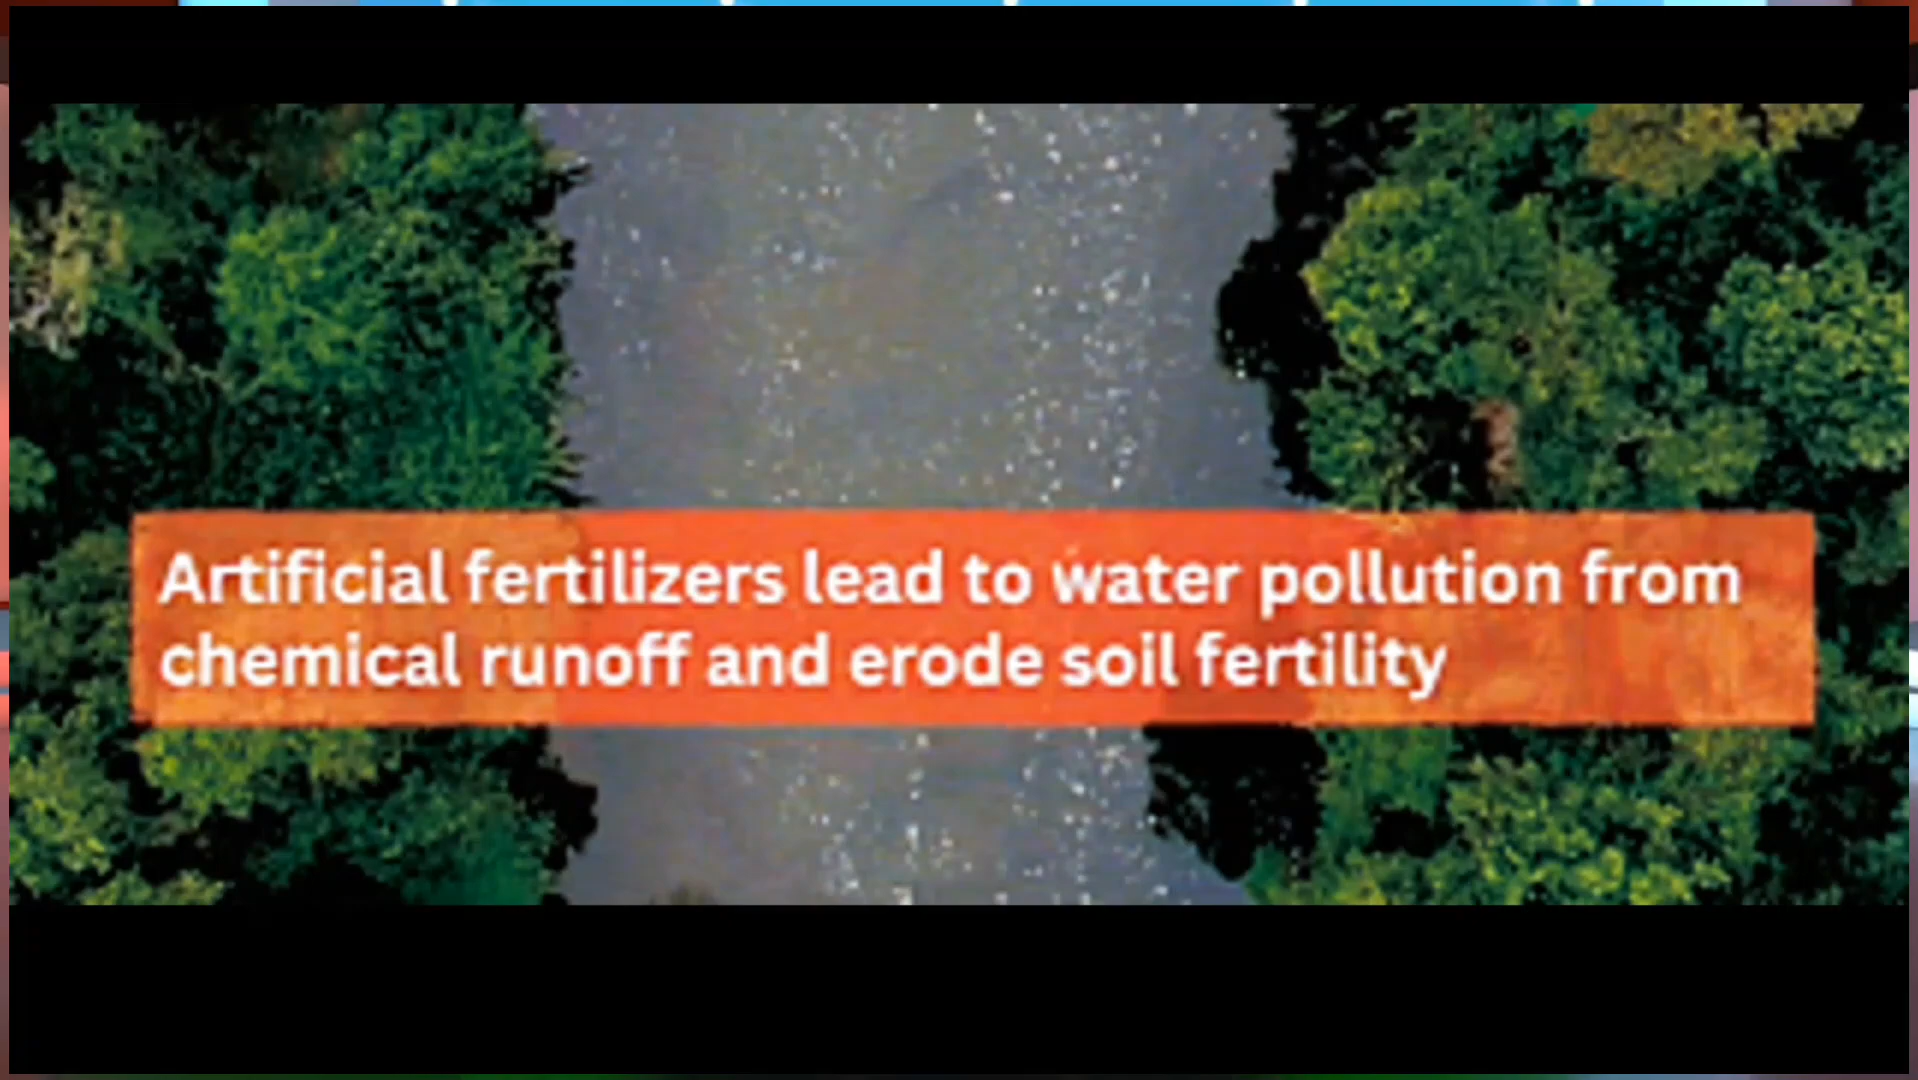 Artificial fertilizers lead to water pollution from
chemical runoff and erode soil fertility